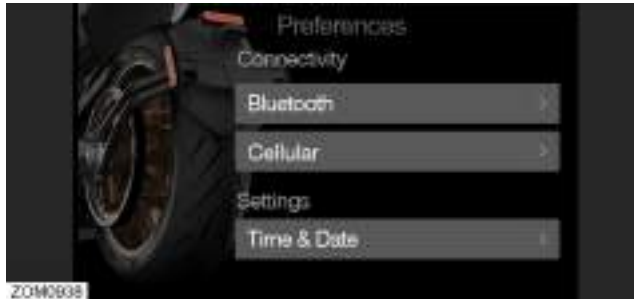 Preferences
Connectivity
Bluetooth
Cellular
Settings
Time & Date
ZOM0938